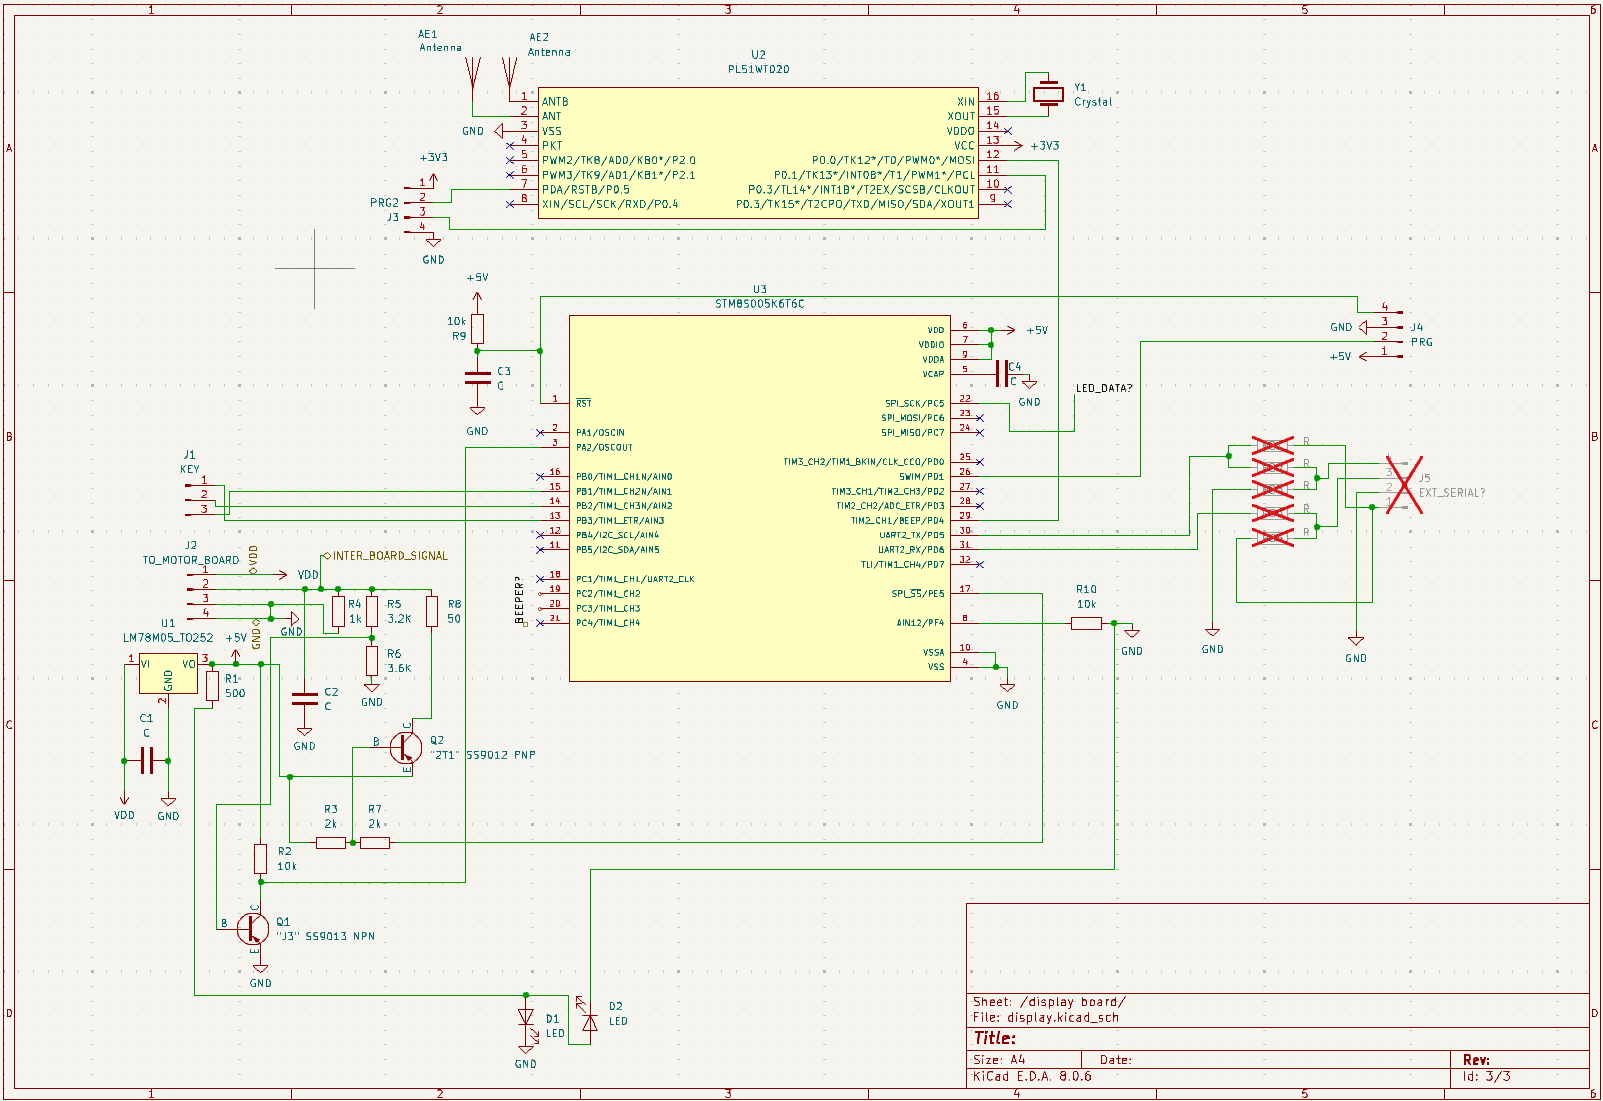 1 2 3 4 5 6
A
B
C
D
AE1
Antenna
AE2
Antenna
U2
PL51WT020
1 ANTB
2 ANT
GND 3 VSS
4 PKT
5 PWM2/TK8/AD0/KB0*/P2.0
6 PWM3/TK9/AD1/KB1*/P2.1
7 PDA/RSTB/P0.5
8 XIN/SCL/SCK/RXD/P0.4
XIN 16
XOUT 15
VDDO 14
VCC 13 +3V3
P0.0/TK12*/TD/PWM0*/MOSI 12
P0.1/TK13*/INT0B*/T1/PWM1*/PCL 11
P0.3/TL14*/INT1B*/T2EX/SCSB/CLKOUT 10
P0.3/TK15*/T2CPO/TXD/MISO/SDA/XOUT1 9
Y1
Crystal
+3V3
1
PRG2 2
J3 3
4
GND
+5V
10k
R9
C3
C
GND
U3
STM8S005K6T6C
1 RST
2 PA1/OSCIN
3 PA2/OSCOUT
16 PB0/TIM1_CH1N/AIN0
15 PB1/TIM1_CH2N/AIN1
14 PB2/TIM1_CH3N/AIN2
13 PB3/TIM1_ETR/AIN3
12 PB4/I2C_SCL/AIN4
11 PB5/I2C_SDA/AIN5
18 PC1/TIM1_CH1/UART2_CLK
19 PC2/TIM1_CH2
20 PC3/TIM1_CH3
21 PC4/TIM1_CH4
BEEPER?
VDD 6 +5V
VDDIO 7
VDDA 9
VCAP 5
C4
C
GND
SPI_SCK/PC5 22
SPI_MOSI/PC6 23
SPI_MISO/PC7 24
TIM3_CH2/TIM1_BKIN/CLK_CCO/PD0 25
SWIM/PD1 26
TIM3_CH1/TIM2_CH3/PD2 27
TIM2_CH2/ADC_ETR/PD3 28
TIM2_CH1/BEEP/PD4 29
UART2_TX/PD5 30
UART2_RX/PD6 31
TLI/TIM1_CH4/PD7 32
SPI_SS/PE5 17
AIN12/PF4 8
VSSA 10
VSS 4
GND
LED_DATA?
4
GND 3 J4
2 PRG
+5V 1
R
R
R
R
R
J5
EXT_SERIAL?
3
2
GND
GND
R10
10k
GND
J1
KEY
1
2
3
J2
TO_MOTOR_BOARD
1 VDD
2
3
4 GND
VDD
GND
INTER_BOARD_SIGNAL
R4
1k
R5
3.2K
R8
50
R6
3.6K
GND
U1
LM78M05_TO252
1 VI
VO 3
GND
2
+5V
R1
500
C1
C
VDD
GND
C2
C
GND
B
C
E
Q2
"2T1" SS9012 PNP
R3
2k
R7
2k
R2
10k
B
C
E
Q1
"J3" SS9013 NPN
GND
D1
LED
GND
D2
LED
Sheet: /display board/
File: display.kicad_sch
Title:
Size: A4 Date: Rev:
KiCad E.D.A. 8.0.6 Id: 3/3
A
B
C
D
1 2 3 4 5 6